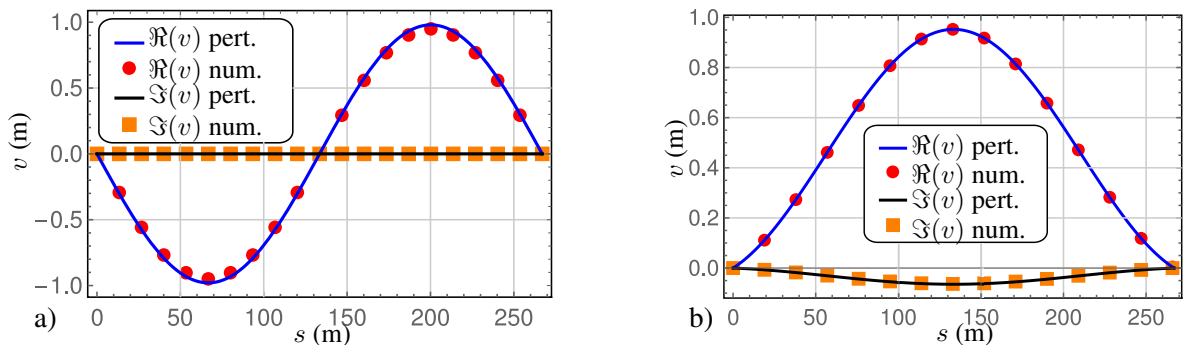 1.0
0.5
0.0
−0.5
−1.0
v (m)
ℜ(v) pert.
ℜ(v) num.
ℑ(v) pert.
ℑ(v) num.
0 50 100 150 200 250
s (m)
a)
1.0
0.8
0.6
0.4
0.2
0.0
v (m)
ℜ(v) pert.
ℜ(v) num.
ℑ(v) pert.
ℑ(v) num.
0 50 100 150 200 250
s (m)
b)